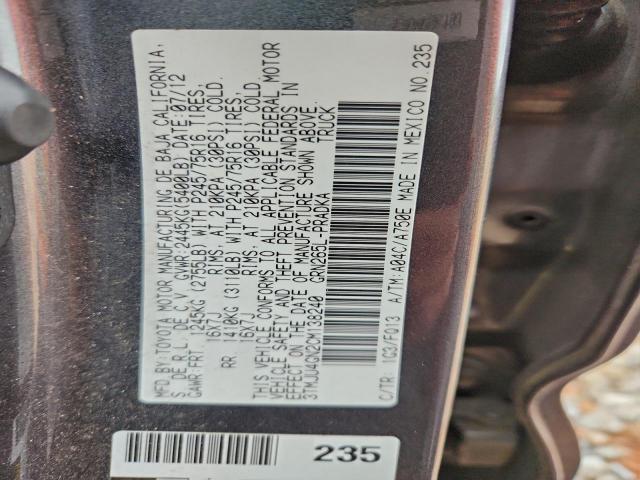 MFD. BY:TOYOTA MOTOR MANUFACTURING DE BAJA CALIFORNIA,
S. DE R.L. DE C.V. DATE:07/12
GVWR 2445KG(5400LB)
GAWR:FRT. 1245KG (2755LB) WITH P245/75R16 TIRES,
16X7J RIMS, AT 210KPA (30PSI) COLD.
RR. 1410KG (3110LB) WITH P245/75R16 TIRES,
16X7J RIMS, AT 210KPA (30PSI) COLD.
THIS VEHICLE CONFORMS TO ALL APPLICABLE FEDERAL MOTOR
VEHICLE SAFETY AND THEFT PREVENTION STANDARDS IN
EFFECT ON THE DATE OF MANUFACTURE SHOWN ABOVE.
3TMJU4GN2CM138240 TRUCK
GRN265L-PRADKA
C/TR: 1G3/FQ13 A/TM:A04C/A750E MADE IN MEXICO NO.235
235